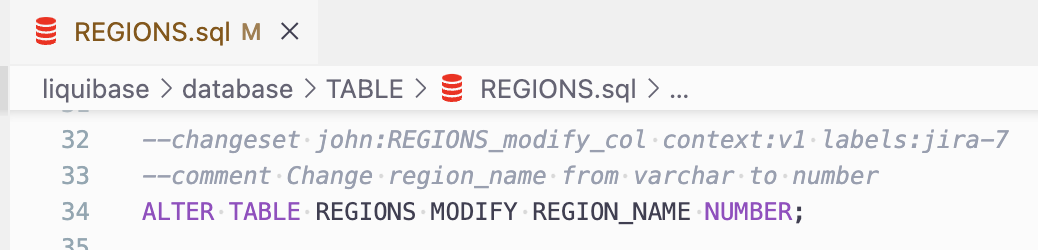 REGIONS.sql M
liquibase > database > TABLE > REGIONS.sql > ...
32 --changeset john:REGIONS_modify_col context:v1 labels:jira-7
33 --comment Change region_name from varchar to number
34 ALTER TABLE REGIONS MODIFY REGION_NAME NUMBER;
35